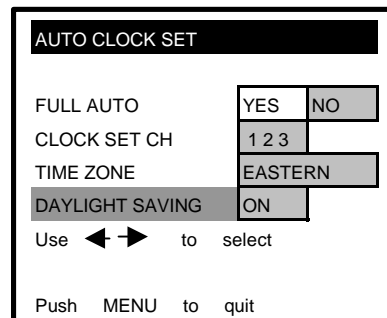 AUTO CLOCK SET
FULL AUTO YES NO
CLOCK SET CH 1 2 3
TIME ZONE EASTERN
DAYLIGHT SAVING ON
Use to select
Push MENU to quit